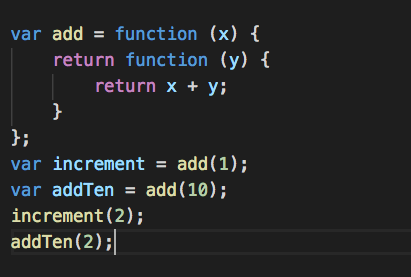 var add = function (x) {
    return function (y) {
        return x + y;
    }
};
var increment = add(1);
var addTen = add(10);
increment(2);
addTen(2);